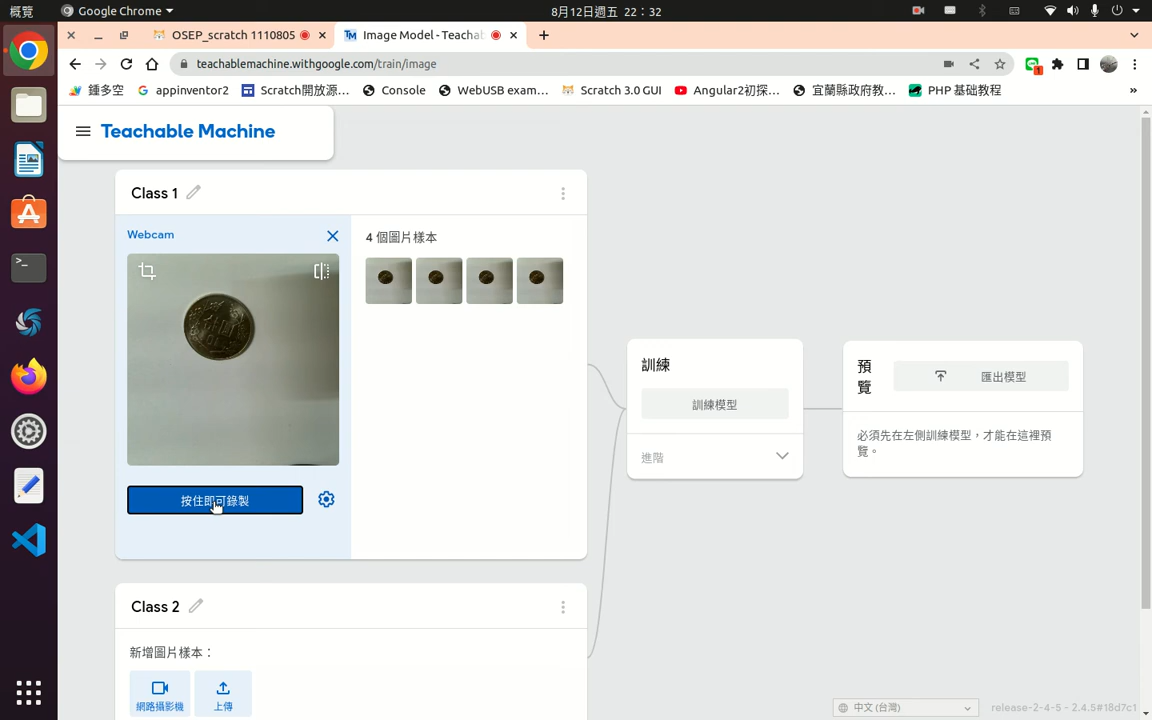 概覽
Google Chrome
8月12日週五 22：32
OSEP_scratch 1110805
Image Model - Teacha
teachablemachine.withgoogle.com/train/image
鍾多空
appinventor2
Scratch開放源…
Console
WebUSB exam…
Scratch 3.0 GUI
Angular2初探…
宜蘭縣政府教…
PHP 基础教程
»
1
Teachable Machine
Class 1
Webcam
4 個圖片樣本
按住即可錄製
訓練
訓練模型
進階
預覽
匯出模型
必須先在左側訓練模型，才能在這裡預
覽。
Class 2
新增圖片樣本：
網路攝影機
上傳
中文 (台灣)
release-2-4-5 - 2.4.5#18d7c1